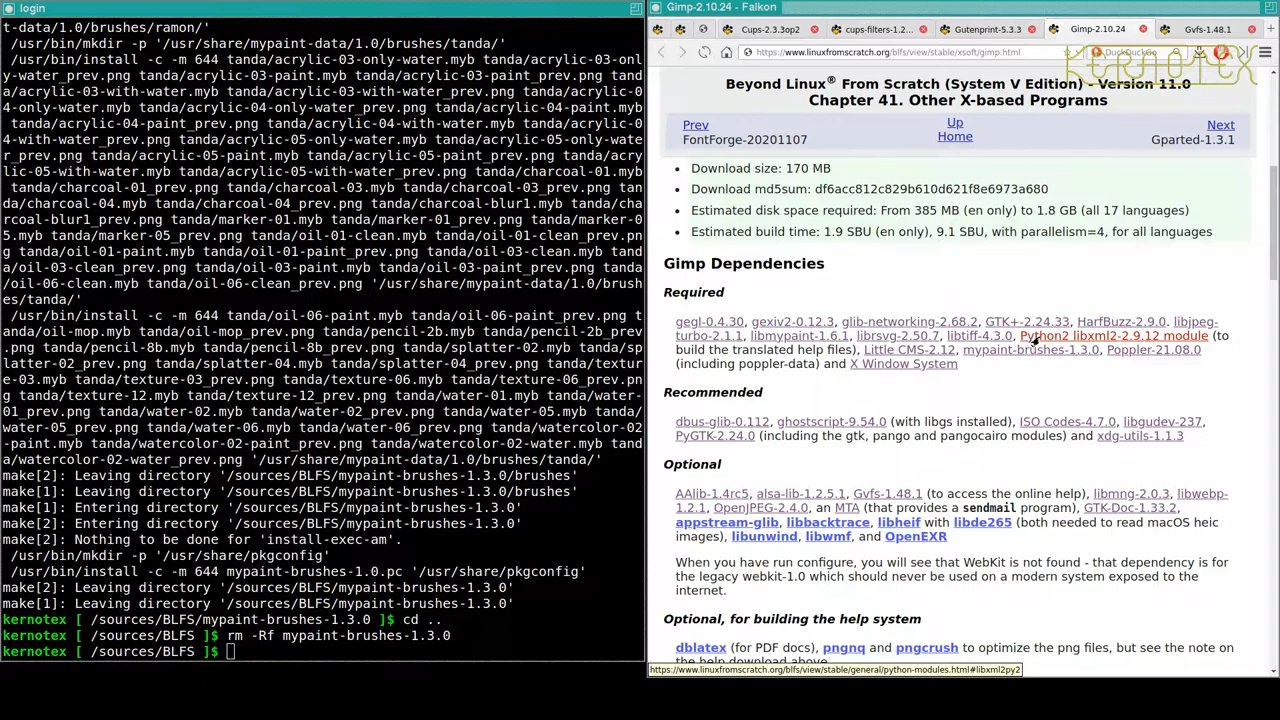 login
t-data/1.0/brushes/ramon/'
/usr/bin/mkdir -p '/usr/share/mypaint-data/1.0/brushes/tanda/'
/usr/bin/install -c -m 644 tanda/acrylic-03-only-water.myb tanda/acrylic-03-onl
y-water_prev.png tanda/acrylic-03-paint.myb tanda/acrylic-03-paint_prev.png tand
a/acrylic-03-with-water.myb tanda/acrylic-03-with-water_prev.png tanda/acrylic-0
4-only-water.myb tanda/acrylic-04-only-water_prev.png tanda/acrylic-04-paint.myb
tanda/acrylic-04-paint_prev.png tanda/acrylic-04-with-water.myb tanda/acrylic-0
4-with-water_prev.png tanda/acrylic-05-only-water.myb tanda/acrylic-05-only-wate
r_prev.png tanda/acrylic-05-paint.myb tanda/acrylic-05-paint_prev.png tanda/acry
lic-05-with-water.myb tanda/acrylic-05-with-water_prev.png tanda/charcoal-01.myb
tanda/charcoal-01_prev.png tanda/charcoal-03.myb tanda/charcoal-03_prev.png tan
da/charcoal-04.myb tanda/charcoal-04_prev.png tanda/charcoal-blur1.myb tanda/cha
rcoal-blur1_prev.png tanda/marker-01.myb tanda/marker-01_prev.png tanda/marker-0
5.myb tanda/marker-05_prev.png tanda/oil-01-clean.myb tanda/oil-01-clean_prev.pn
g tanda/oil-01-paint.myb tanda/oil-01-paint_prev.png tanda/oil-03-clean.myb tand
a/oil-03-clean_prev.png tanda/oil-03-paint.myb tanda/oil-03-paint_prev.png tanda
/oil-06-clean.myb tanda/oil-06-clean_prev.png '/usr/share/mypaint-data/1.0/brush
es/tanda/'
/usr/bin/install -c -m 644 tanda/oil-06-paint.myb tanda/oil-06-paint_prev.png t
anda/oil-mop.myb tanda/oil-mop_prev.png tanda/pencil-2b.myb tanda/pencil-2b_prev
.png tanda/pencil-8b.myb tanda/pencil-8b_prev.png tanda/splatter-02.myb tanda/sp
latter-02_prev.png tanda/splatter-04.myb tanda/splatter-04_prev.png tanda/textur
e-03.myb tanda/texture-03_prev.png tanda/texture-06.myb tanda/texture-06_prev.pn
g tanda/texture-12.myb tanda/texture-12_prev.png tanda/water-01.myb tanda/water-
01_prev.png tanda/water-02.myb tanda/water-02_prev.png tanda/water-05.myb tanda/
water-05_prev.png tanda/water-06.myb tanda/water-06_prev.png tanda/watercolor-02
-paint.myb tanda/watercolor-02-paint_prev.png tanda/watercolor-02-water.myb tand
a/watercolor-02-water_prev.png '/usr/share/mypaint-data/1.0/brushes/tanda/'
make[2]: Leaving directory '/sources/BLFS/mypaint-brushes-1.3.0/brushes'
make[1]: Leaving directory '/sources/BLFS/mypaint-brushes-1.3.0/brushes'
make[1]: Entering directory '/sources/BLFS/mypaint-brushes-1.3.0'
make[2]: Entering directory '/sources/BLFS/mypaint-brushes-1.3.0'
make[2]: Nothing to be done for 'install-exec-am'.
/usr/bin/mkdir -p '/usr/share/pkgconfig'
/usr/bin/install -c -m 644 mypaint-brushes-1.0.pc '/usr/share/pkgconfig'
make[2]: Leaving directory '/sources/BLFS/mypaint-brushes-1.3.0'
make[1]: Leaving directory '/sources/BLFS/mypaint-brushes-1.3.0'
kernotex [ /sources/BLFS/mypaint-brushes-1.3.0 ]$ cd ..
kernotex [ /sources/BLFS ]$ rm -Rf mypaint-brushes-1.3.0
kernotex [ /sources/BLFS ]$
Gimp-2.10.24 - Falkon
Cups-2.3.3op2
cups-filters-1.2...
Gutenprint-5.3.3
Gimp-2.10.24
Gvfs-1.48.1
https://www.linuxfromscratch.org/blfs/view/stable/xsoft/gimp.html
DuckDuckGo
KERNOTEX
Beyond Linux® From Scratch (System V Edition) - Version 11.0
Chapter 41. Other X-based Programs
Prev
Up
Next
FontForge-20201107
Home
Gparted-1.3.1
• Download size: 170 MB
• Download md5sum: df6acc812c829b610d621f8e6973a680
• Estimated disk space required: From 385 MB (en only) to 1.8 GB (all 17 languages)
• Estimated build time: 1.9 SBU (en only), 9.1 SBU, with parallelism=4, for all languages
Gimp Dependencies
Required
gegl-0.4.30, gexiv2-0.12.3, glib-networking-2.68.2, GTK+-2.24.33, HarfBuzz-2.9.0. libjpeg-
turbo-2.1.1, libmypaint-1.6.1, librsvg-2.50.7, libtiff-4.3.0, Python2 libxml2-2.9.12 module (to
build the translated help files), Little CMS-2.12, mypaint-brushes-1.3.0, Poppler-21.08.0
(including poppler-data) and X Window System
Recommended
dbus-glib-0.112, ghostscript-9.54.0 (with libgs installed), ISO Codes-4.7.0, libgudev-237,
PyGTK-2.24.0 (including the gtk, pango and pangocairo modules) and xdg-utils-1.1.3
Optional
AAlib-1.4rc5, alsa-lib-1.2.5.1, Gvfs-1.48.1 (to access the online help), libmng-2.0.3, libwebp-
1.2.1, OpenJPEG-2.4.0, an MTA (that provides a sendmail program), GTK-Doc-1.33.2,
appstream-glib, libbacktrace, libheif with libde265 (both needed to read macOS heic
images), libunwind, libwmf, and OpenEXR
When you have run configure, you will see that WebKit is not found - that dependency is for
the legacy webkit-1.0 which should never be used on a modern system exposed to the
internet.
Optional, for building the help system
dblatex (for PDF docs), pngnq and pngcrush to optimize the png files, but see the note on
the help download above.
https://www.linuxfromscratch.org/blfs/view/stable/general/python-modules.html#libxml2py2